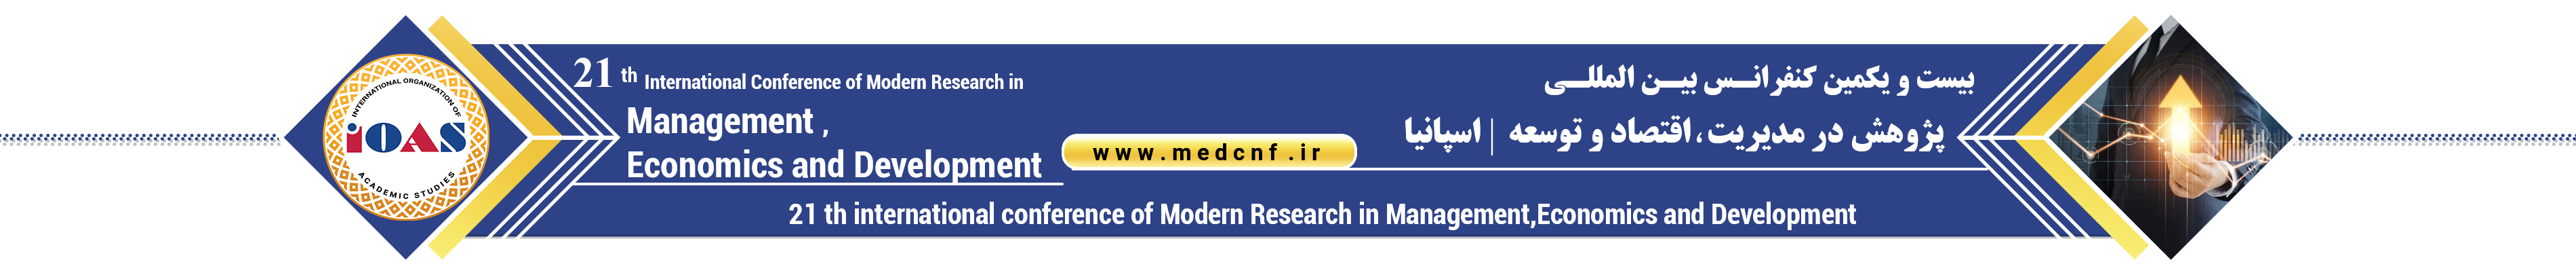 INTERNATIONAL ORGANIZATION OF
iOAS
ACADEMIC STUDIES
21 th International Conference of Modern Research in
Management ,
Economics and Development
www.medcnf.ir
بیست و یکمین کنفرانس بین المللی
پژوهش در مدیریت، اقتصاد و توسعه | اسپانیا
21 th international conference of Modern Research in Management,Economics and Development